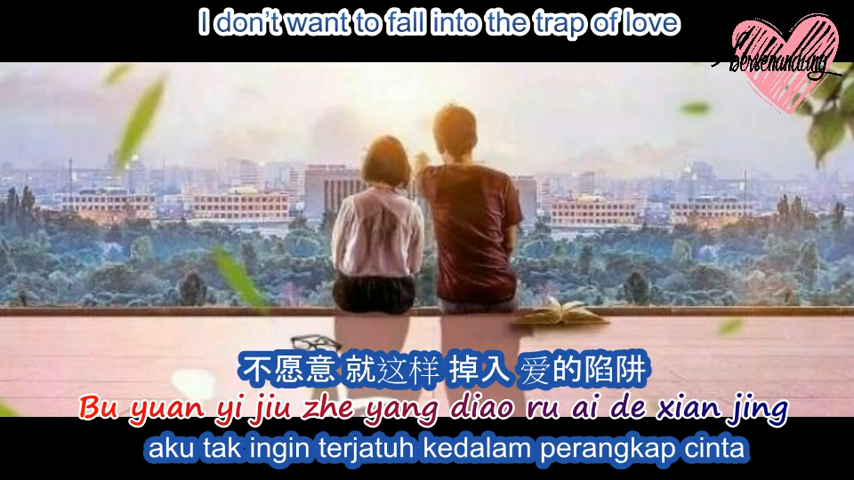 I don't want to fall into the trap of love
bersenandung
不愿意 就这样 掉入 爱的陷阱
Bu yuan yi jiu zhe yang diao ru ai de xian jing
aku tak ingin terjatuh kedalam perangkap cinta